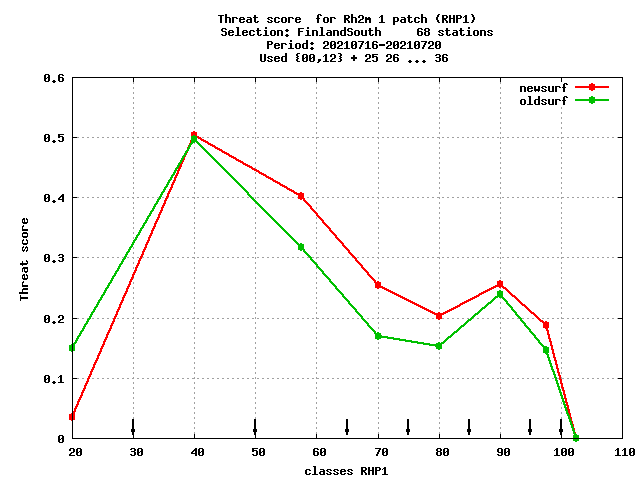 Threat score  for Rh2m 1 patch (RHP1)
Selection: FinlandSouth     68 stations
Period: 20210716-20210720
Used {00,12} + 25 26 ... 36
newsurf
oldsurf
0.6
0.5
0.4
0.3
0.2
0.1
0
Threat score
20 30 40 50 60 70 80 90 100 110
classes RHP1